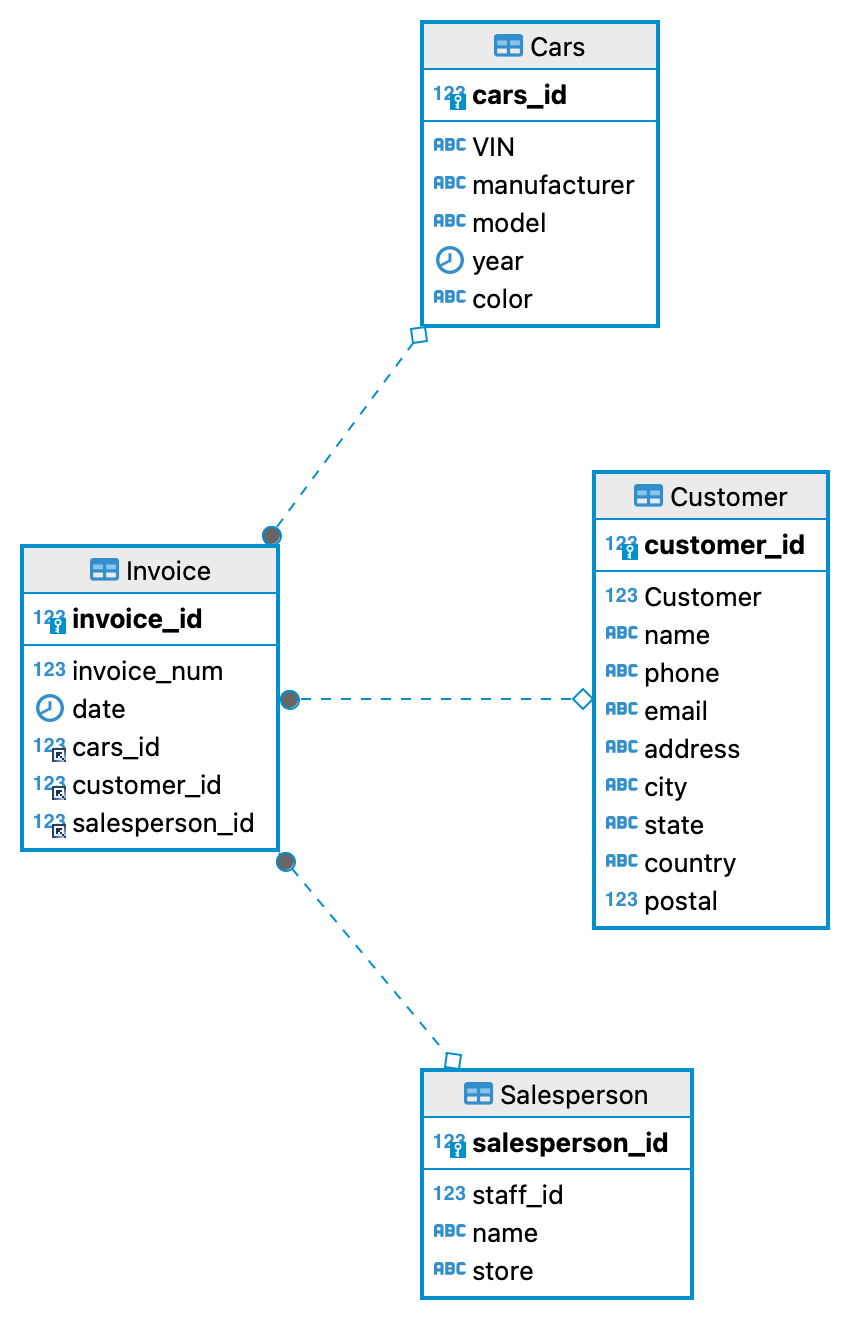 Cars
123 cars_id
ABC VIN
ABC manufacturer
ABC model
year
ABC color
Customer
123 customer_id
123 Customer
ABC name
ABC phone
ABC email
ABC address
ABC city
ABC state
ABC country
123 postal
Invoice
123 invoice_id
123 invoice_num
date
123 cars_id
123 customer_id
123 salesperson_id
Salesperson
123 salesperson_id
123 staff_id
ABC name
ABC store